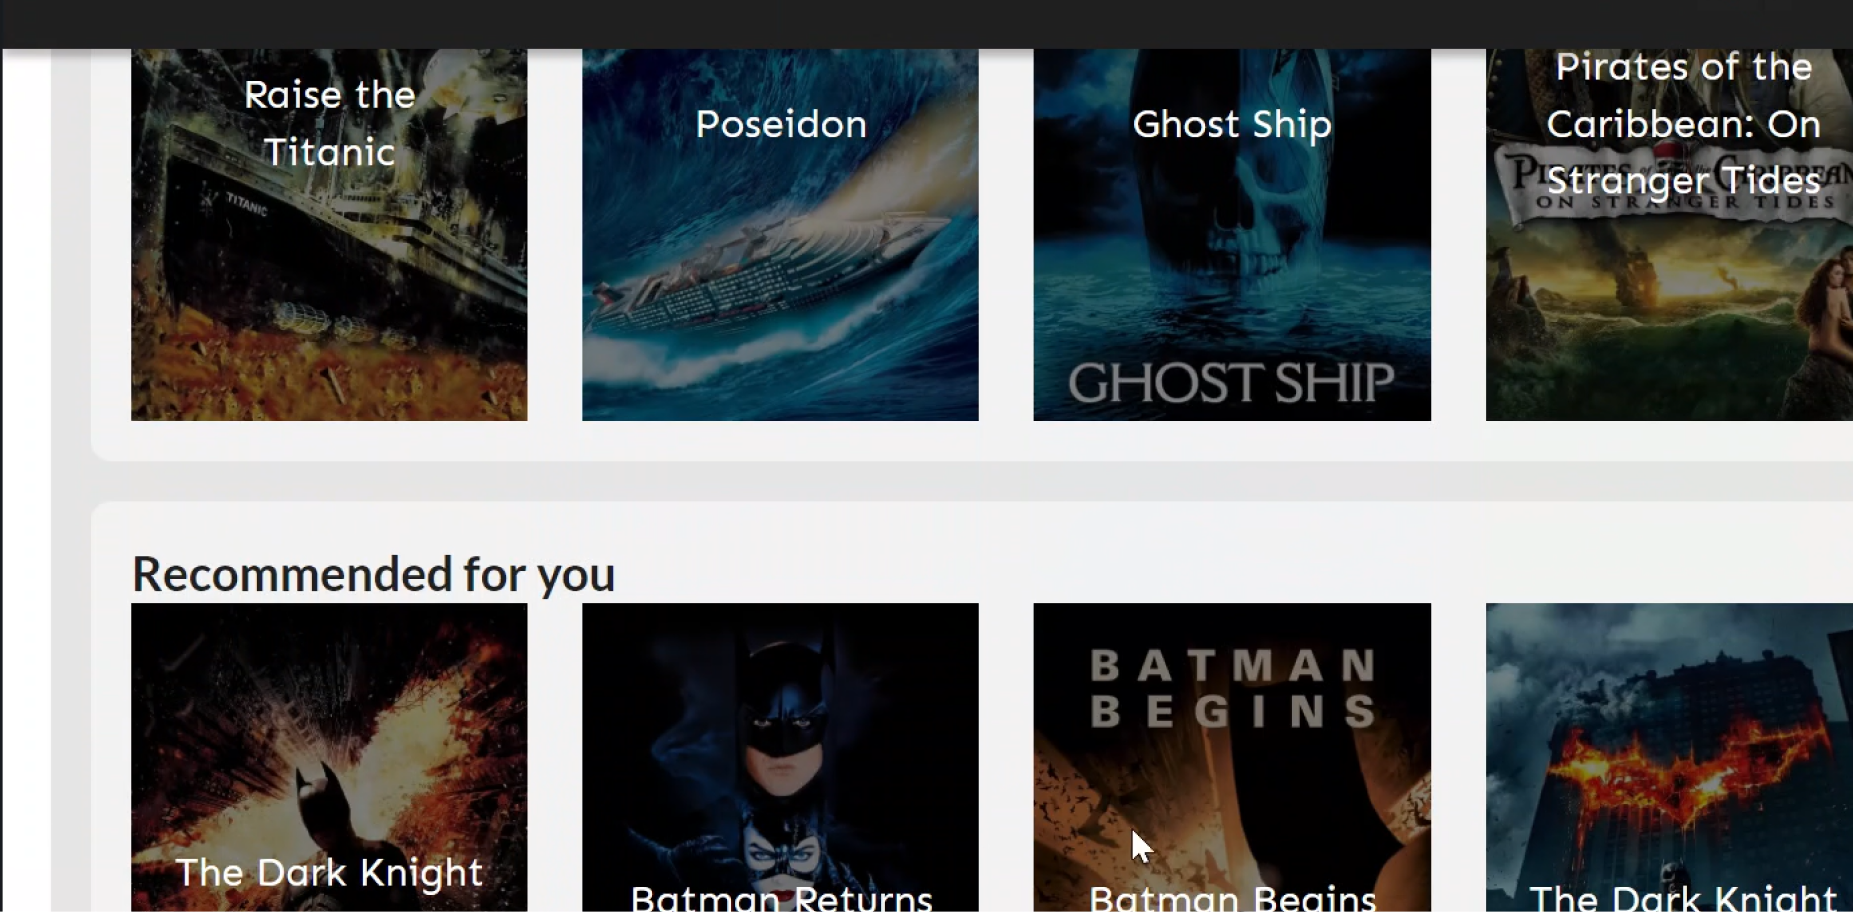 Raise the
Titanic
TITANIC
Poseidon
Ghost Ship
GHOST SHIP
Pirates of the
Caribbean: On
Stranger Tides
PIRATES of the CARIBBEAN
ON STRANGER TIDES
Recommended for you
The Dark Knight
Batman Returns
BATMAN
BEGINS
Batman Begins
The Dark Knight